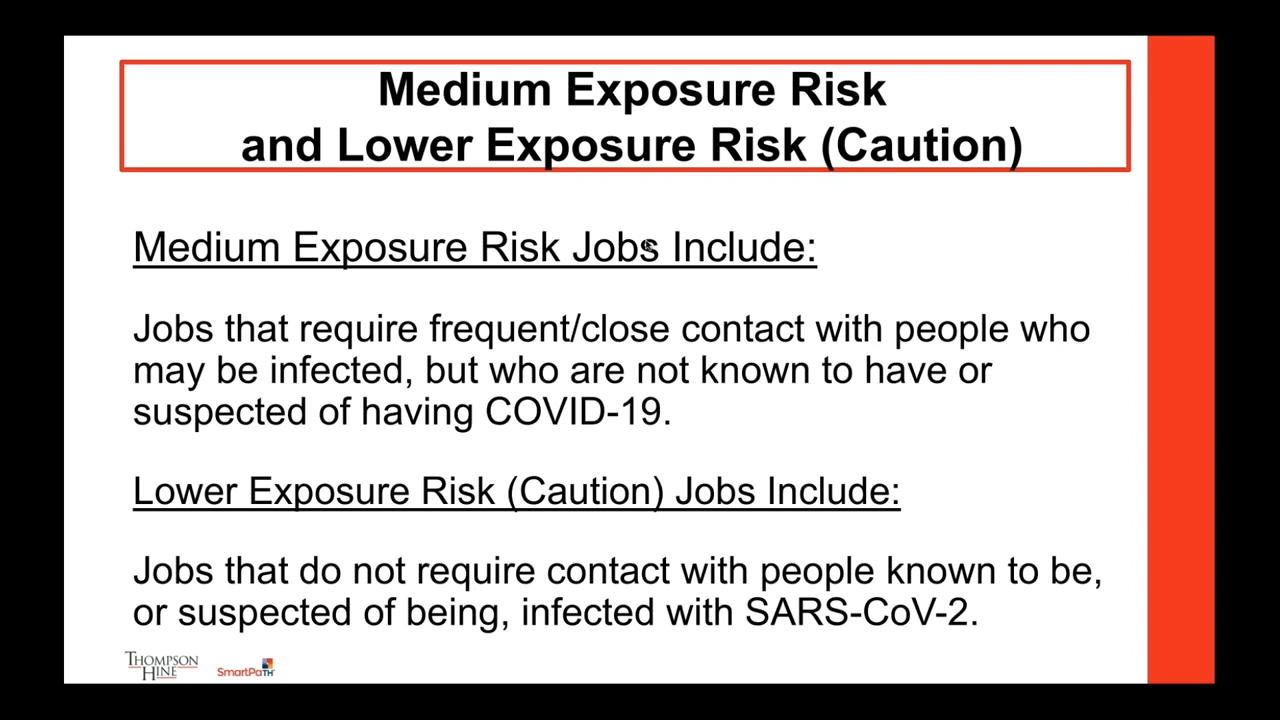 Medium Exposure Risk
and Lower Exposure Risk (Caution)
Medium Exposure Risk Jobs Include:
Jobs that require frequent/close contact with people who
may be infected, but who are not known to have or
suspected of having COVID-19.
Lower Exposure Risk (Caution) Jobs Include:
Jobs that do not require contact with people known to be,
or suspected of being, infected with SARS-CoV-2.
THOMPSON
HINE
SmartPaTH